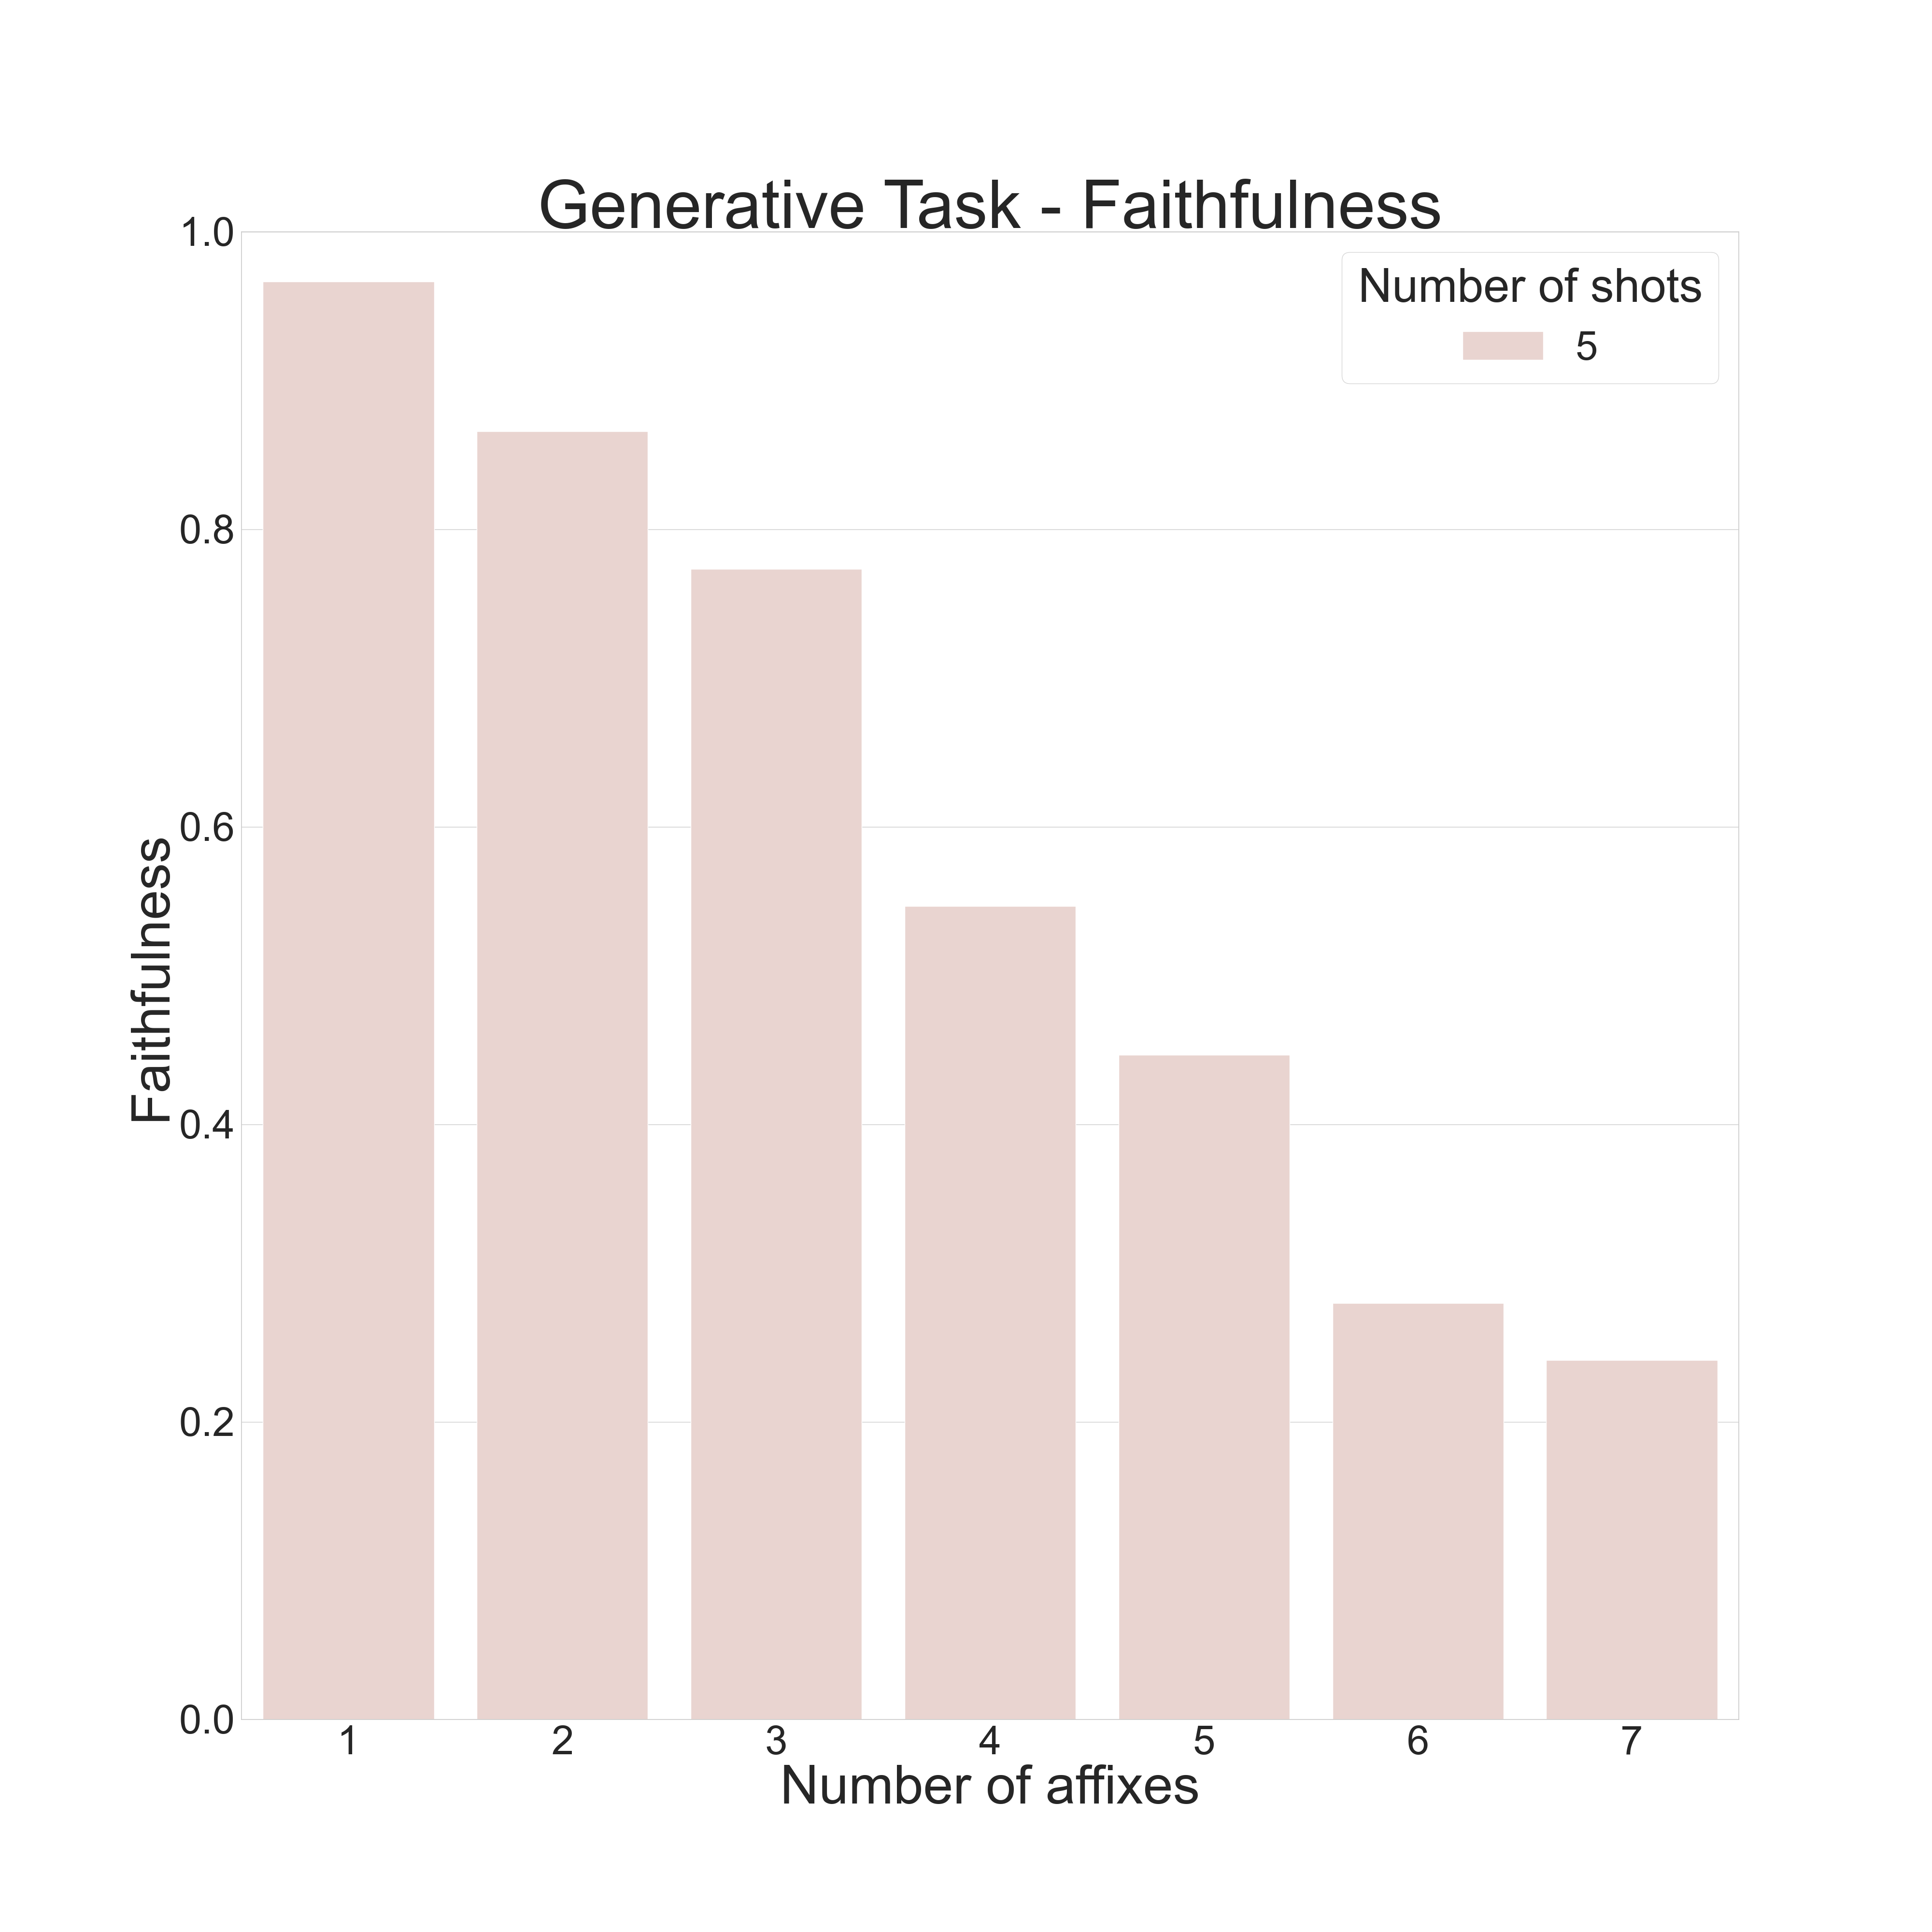 Generative Task - Faithfulness
Number of shots
5
Faithfulness
1.0
0.8
0.6
0.4
0.2
0.0
1 2 3 4 5 6 7
Number of affixes